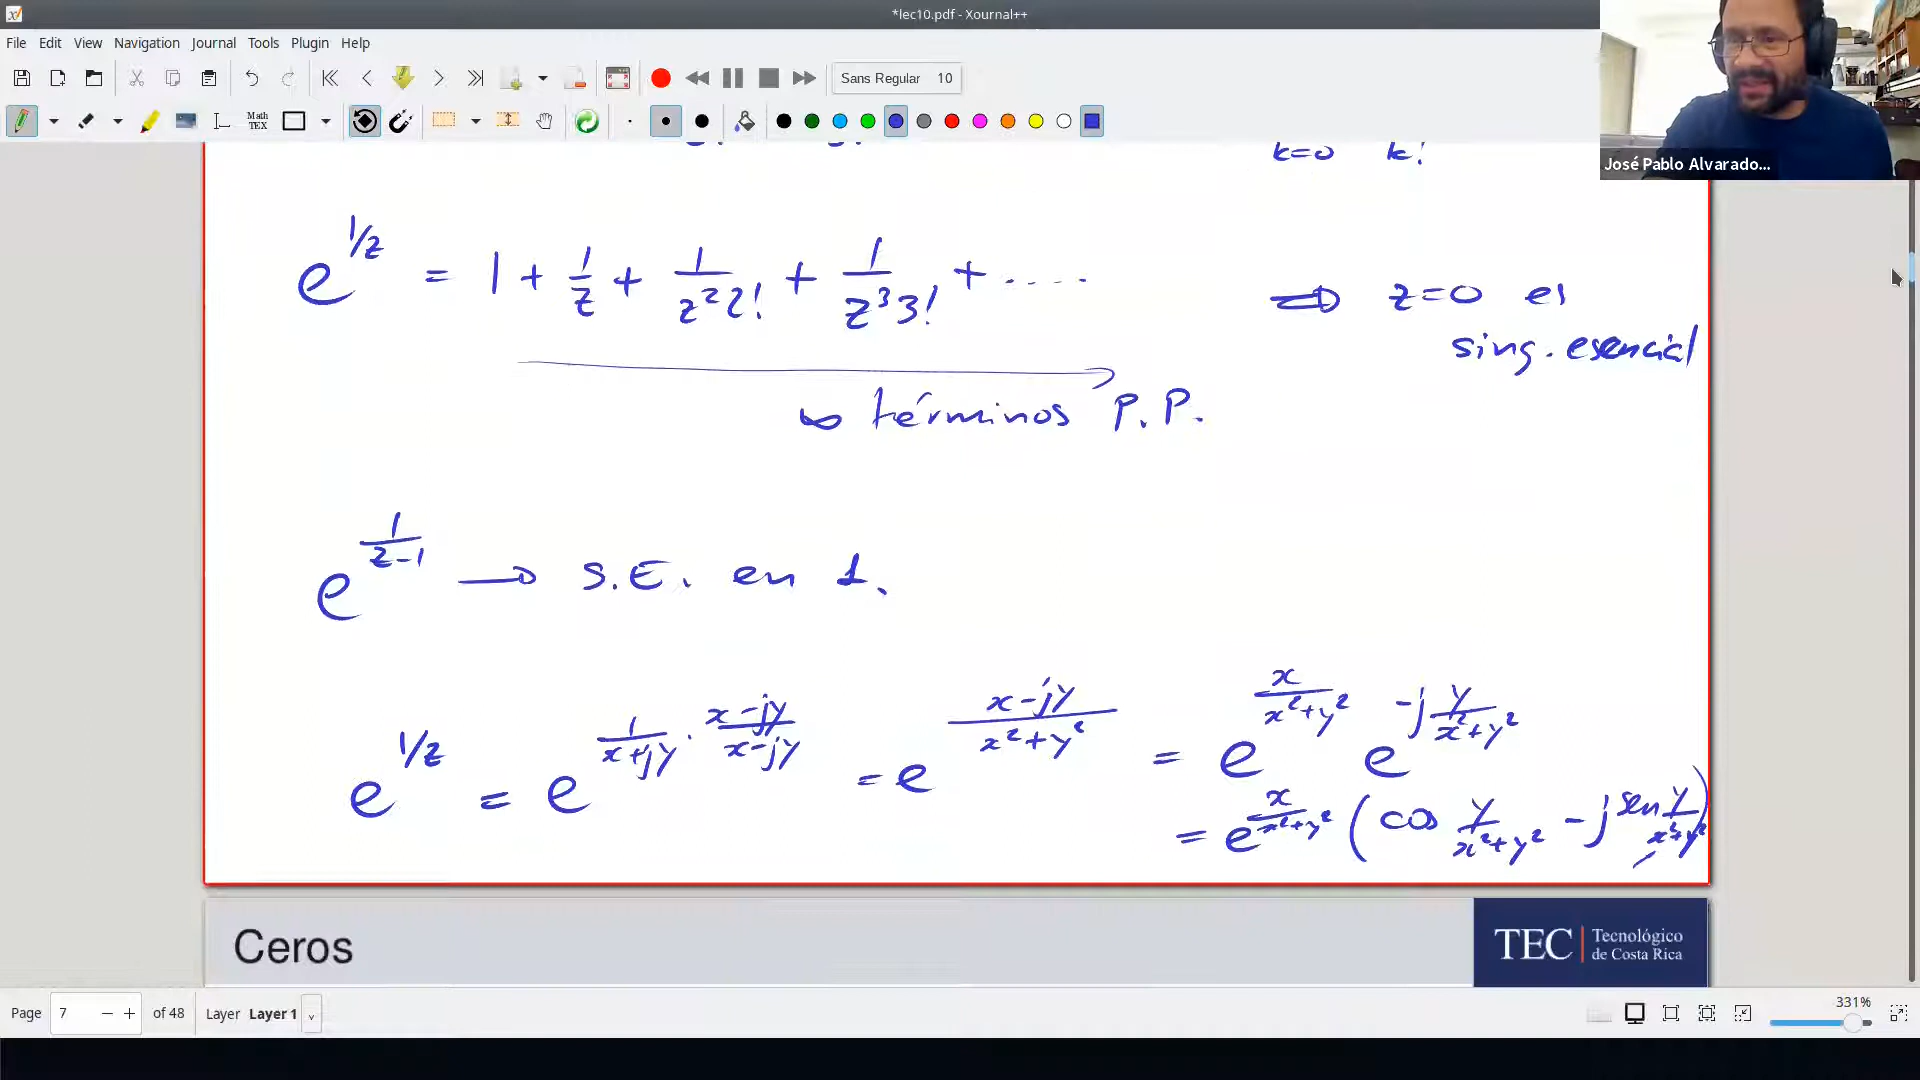 *lec10.pdf - Xournal++
File Edit View Navigation Journal Tools Plugin Help
Sans Regular 10
Math
TEX
José Pablo Alvarado...
k=0 k!
e^{1/z} = 1 + 1/z + 1/(z²2!) + 1/(z³3!) + ....
⇒ z=0 es
sing. esencial
∞ términos P.P.
e^{1/(z-1)} → S.E. en 1.
e^{1/z} = e^{1/(x+jy) · (x-jy)/(x-jy)} = e^{(x-jy)/(x²+y²)} = e^{x/(x²+y²)} e^{-j y/(x²+y²)}
= e^{x/(x²+y²)} (cos y/(x²+y²) - j sen y/(x²+y²))
Ceros
TEC | Tecnológico
de Costa Rica
Page 7 of 48 Layer Layer 1
331%